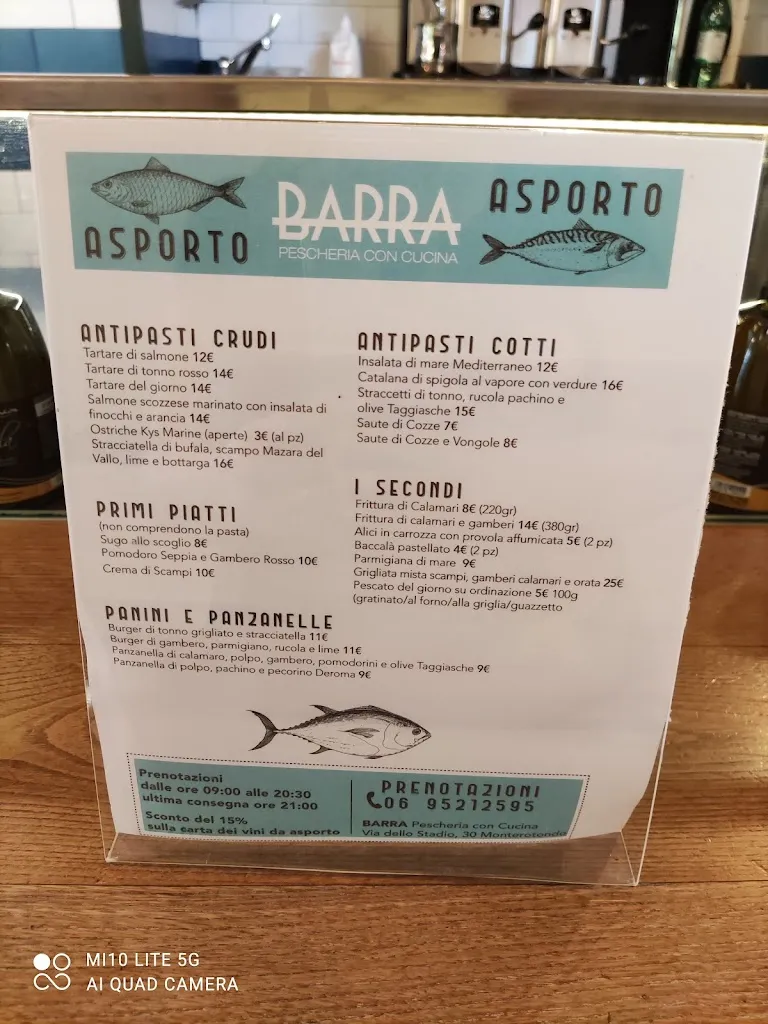 ASPORTO
BARRA
PESCHERIA CON CUCINA
ASPORTO
ANTIPASTI CRUDI
Tartare di salmone 12€
Tartare di tonno rosso 14€
Tartare del giorno 14€
Salmone scozzese marinato con insalata di
finocchi e arancia 14€
Ostriche Kys Marine (aperte) 3€ (al pz)
Stracciatella di bufala, scampo Mazara del
Vallo, lime e bottarga 16€
ANTIPASTI COTTI
Insalata di mare Mediterraneo 12€
Catalana di spigola al vapore con verdure 16€
Straccetti di tonno, rucola pachino e
olive Taggiasche 15€
Saute di Cozze 7€
Saute di Cozze e Vongole 8€
PRIMI PIATTI
(non comprendono la pasta)
Sugo allo scoglio 8€
Pomodoro Seppia e Gambero Rosso 10€
Crema di Scampi 10€
I SECONDI
Frittura di Calamari 8€ (220gr)
Frittura di calamari e gamberi 14€ (380gr)
Alici in carrozza con provola affumicata 5€ (2 pz)
Baccalà pastellato 4€ (2 pz)
Parmigiana di mare 9€
Grigliata mista scampi, gamberi calamari e orata 25€
Pescato del giorno su ordinazione 5€ 100g
(gratinato/al forno/alla griglia/guazzetto
PANINI E PANZANELLE
Burger di tonno grigliato e stracciatella 11€
Burger di gambero, parmigiano, rucola e lime 11€
Panzanella di calamaro, polpo, gambero, pomodorini e olive Taggiasche 9€
Panzanella di polpo, pachino e pecorino Deroma 9€
Prenotazioni
dalle ore 09:00 alle 20:30
ultima consegna ore 21:00
Sconto del 15%
sulla carta dei vini da asporto
PRENOTAZIONI
06 95212595
BARRA Pescheria con Cucina
Via dello Stadio, 30 Monterotondo
MI10 LITE 5G
AI QUAD CAMERA